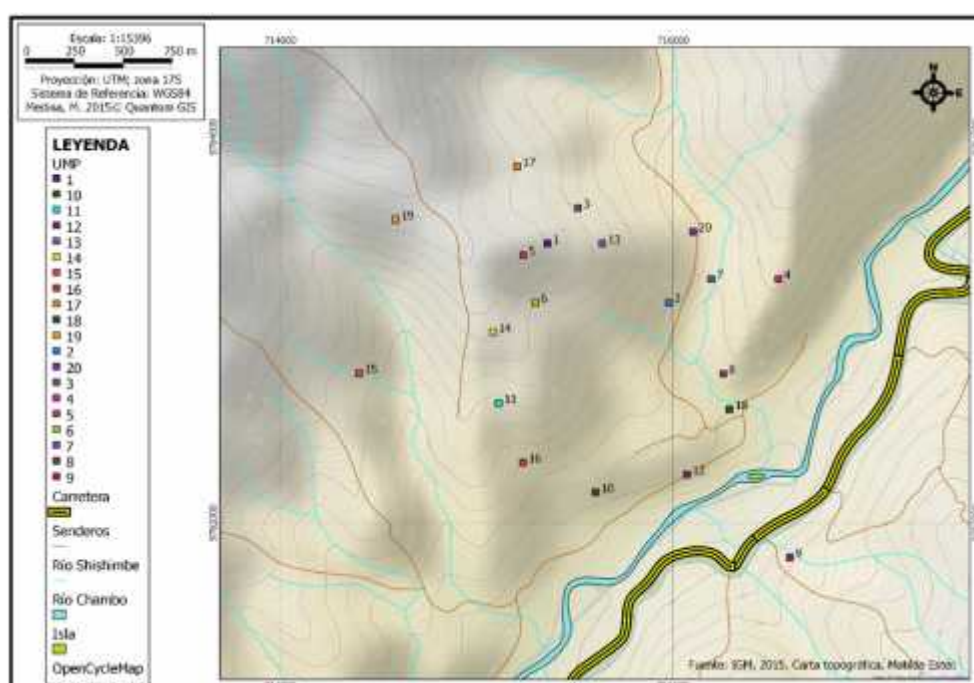 Escala: 1:15396
0 250 500 750 m
Proyección: UTM; zona 17S
Sistema de Referencia: WGS84
Medina, M. 2015© Quantum GIS
LEYENDA
UMP
1
10
11
12
13
14
15
16
17
18
19
2
20
3
4
5
6
7
8
9
Carretera
Senderos
Río Shishimbe
Río Chambo
Isla
OpenCycleMap
714000
716000
N
E
17
3
19
20
1
13
5
7
4
6
2
14
15
8
11
18
16
12
10
9
Fuente: IGM, 2015. Carta topográfica,